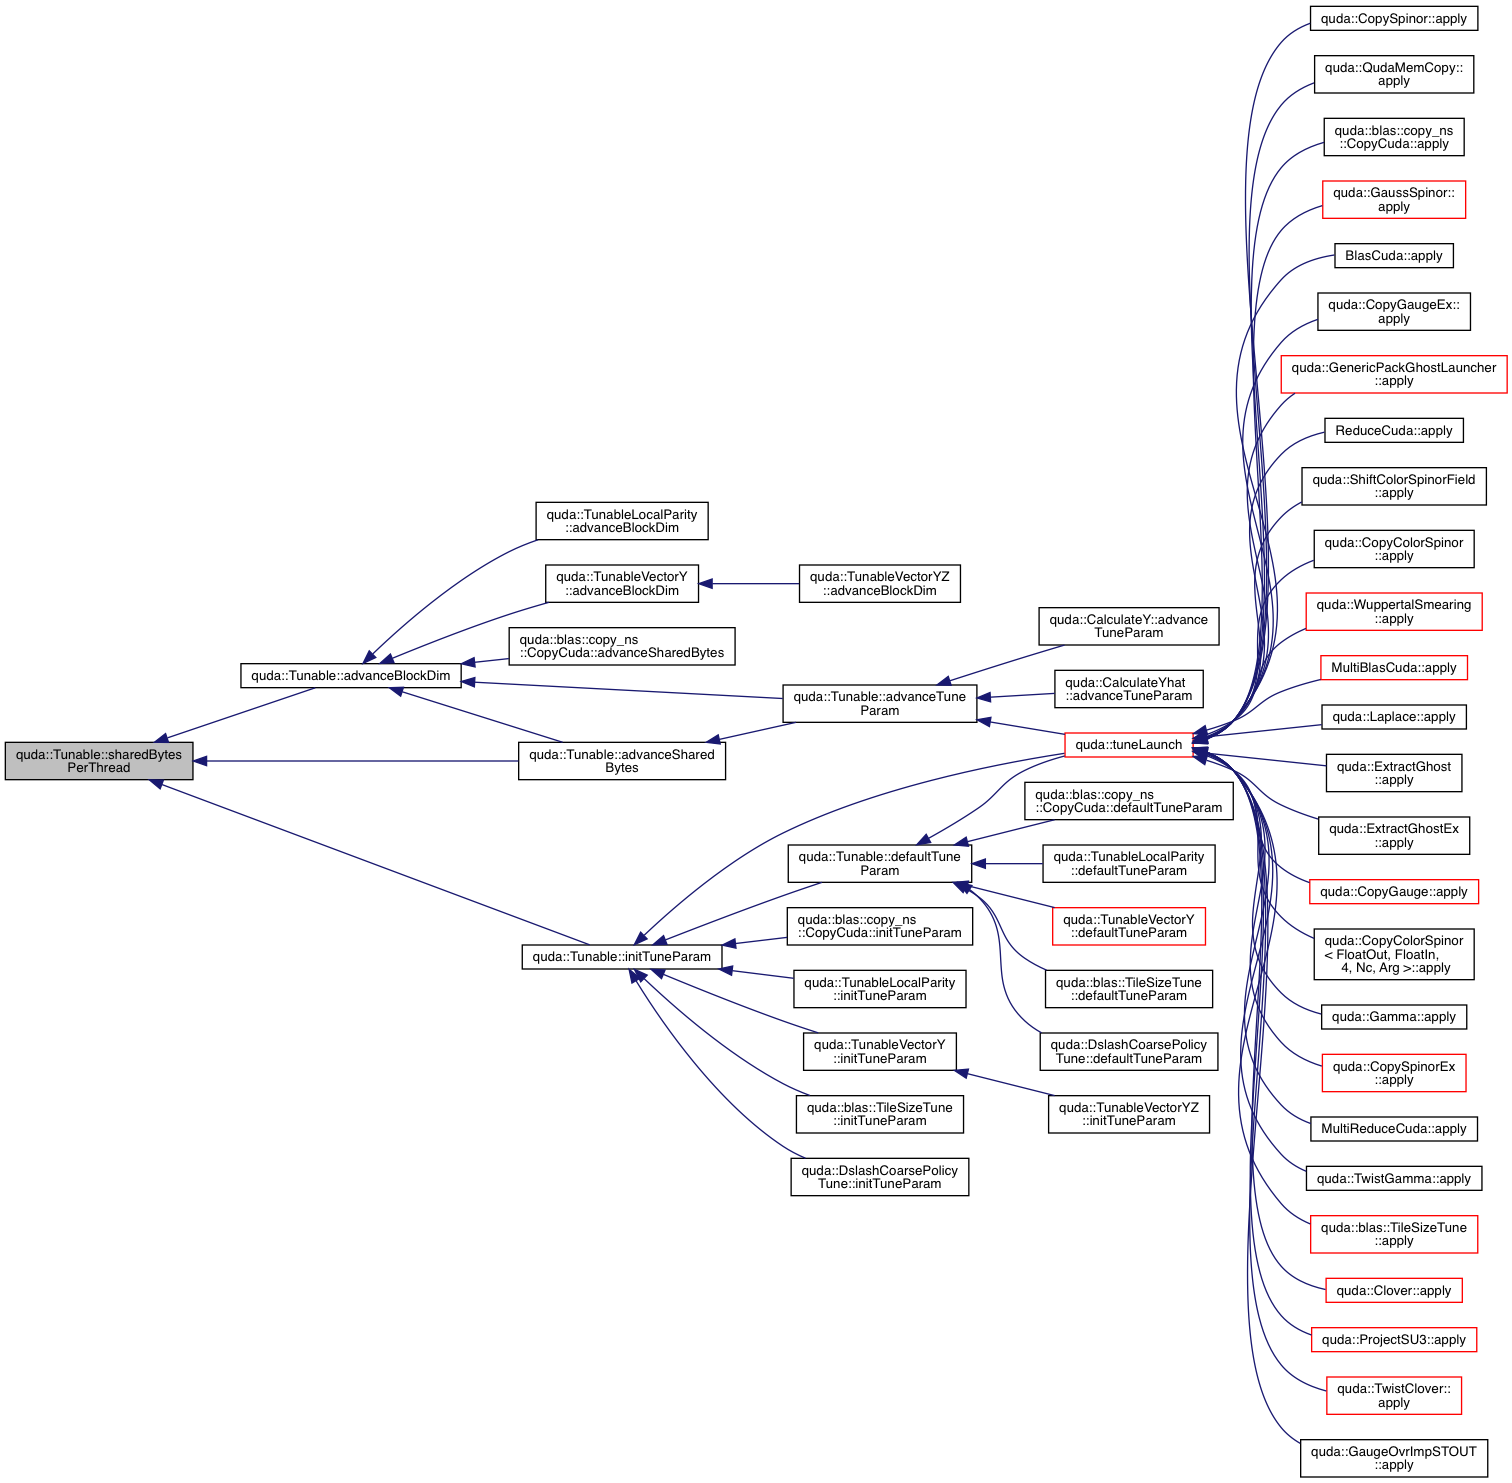 quda::Tunable::sharedBytes
PerThread
quda::Tunable::advanceBlockDim
quda::TunableLocalParity
::advanceBlockDim
quda::TunableVectorY
::advanceBlockDim
quda::TunableVectorYZ
::advanceBlockDim
quda::blas::copy_ns
::CopyCuda::advanceSharedBytes
quda::Tunable::advanceShared
Bytes
quda::Tunable::advanceTune
Param
quda::CalculateY::advance
TuneParam
quda::CalculateYhat
::advanceTuneParam
quda::tuneLaunch
quda::Tunable::initTuneParam
quda::Tunable::defaultTune
Param
quda::blas::copy_ns
::CopyCuda::defaultTuneParam
quda::TunableLocalParity
::defaultTuneParam
quda::TunableVectorY
::defaultTuneParam
quda::blas::TileSizeTune
::defaultTuneParam
quda::DslashCoarsePolicy
Tune::defaultTuneParam
quda::blas::copy_ns
::CopyCuda::initTuneParam
quda::TunableLocalParity
::initTuneParam
quda::TunableVectorY
::initTuneParam
quda::TunableVectorYZ
::initTuneParam
quda::blas::TileSizeTune
::initTuneParam
quda::DslashCoarsePolicy
Tune::initTuneParam
quda::CopySpinor::apply
quda::QudaMemCopy::
apply
quda::blas::copy_ns
::CopyCuda::apply
quda::GaussSpinor::
apply
BlasCuda::apply
quda::CopyGaugeEx::
apply
quda::GenericPackGhostLauncher
::apply
ReduceCuda::apply
quda::ShiftColorSpinorField
::apply
quda::CopyColorSpinor
::apply
quda::WuppertalSmearing
::apply
MultiBlasCuda::apply
quda::Laplace::apply
quda::ExtractGhost
::apply
quda::ExtractGhostEx
::apply
quda::CopyGauge::apply
quda::CopyColorSpinor
< FloatOut, FloatIn,
4, Nc, Arg >::apply
quda::Gamma::apply
quda::CopySpinorEx
::apply
MultiReduceCuda::apply
quda::TwistGamma::apply
quda::blas::TileSizeTune
::apply
quda::Clover::apply
quda::ProjectSU3::apply
quda::TwistClover::
apply
quda::GaugeOvrImpSTOUT
::apply